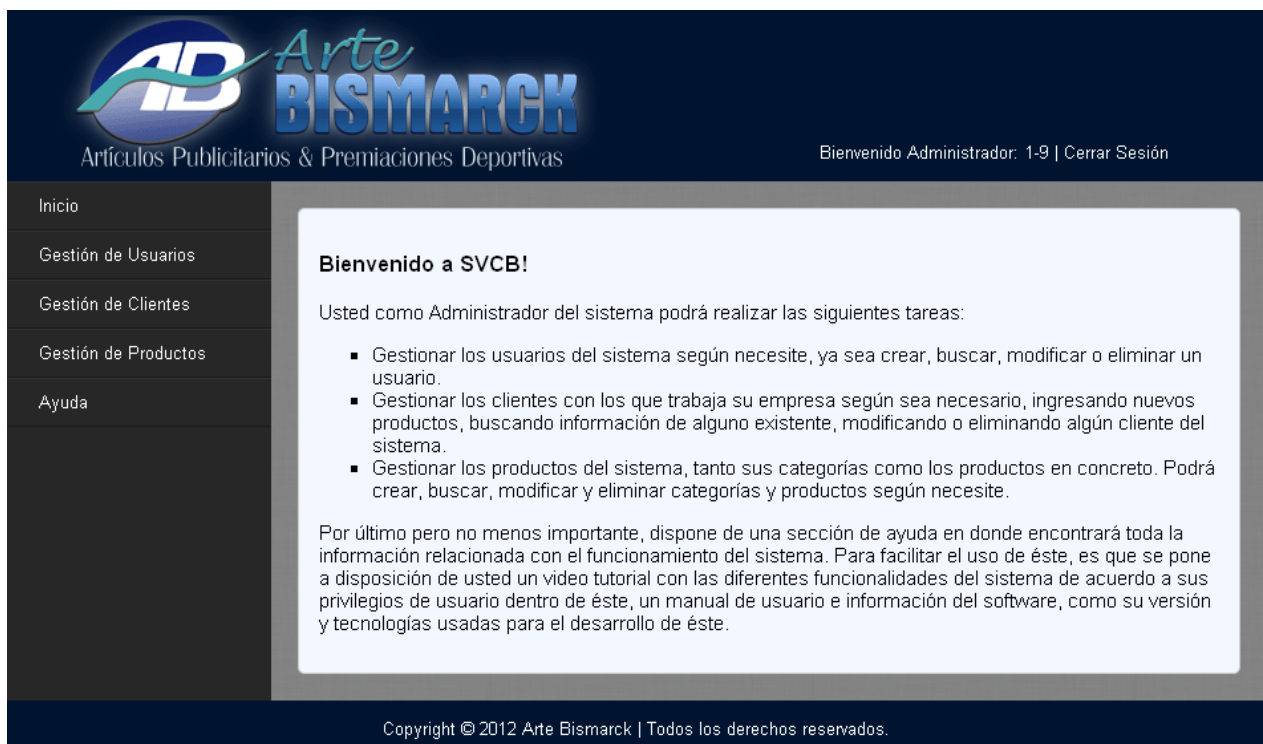 AB Arte
BISMARCK
Artículos Publicitarios & Premiaciones Deportivas
Bienvenido Administrador: 1-9 | Cerrar Sesión
Inicio
Gestión de Usuarios
Gestión de Clientes
Gestión de Productos
Ayuda
Bienvenido a SVCB!
Usted como Administrador del sistema podrá realizar las siguientes tareas:
▪ Gestionar los usuarios del sistema según necesite, ya sea crear, buscar, modificar o eliminar un
usuario.
▪ Gestionar los clientes con los que trabaja su empresa según sea necesario, ingresando nuevos
productos, buscando información de alguno existente, modificando o eliminando algún cliente del
sistema.
▪ Gestionar los productos del sistema, tanto sus categorías como los productos en concreto. Podrá
crear, buscar, modificar y eliminar categorías y productos según necesite.
Por último pero no menos importante, dispone de una sección de ayuda en donde encontrará toda la
información relacionada con el funcionamiento del sistema. Para facilitar el uso de éste, es que se pone
a disposición de usted un video tutorial con las diferentes funcionalidades del sistema de acuerdo a sus
privilegios de usuario dentro de éste, un manual de usuario e información del software, como su versión
y tecnologías usadas para el desarrollo de éste.
Copyright © 2012 Arte Bismarck | Todos los derechos reservados.